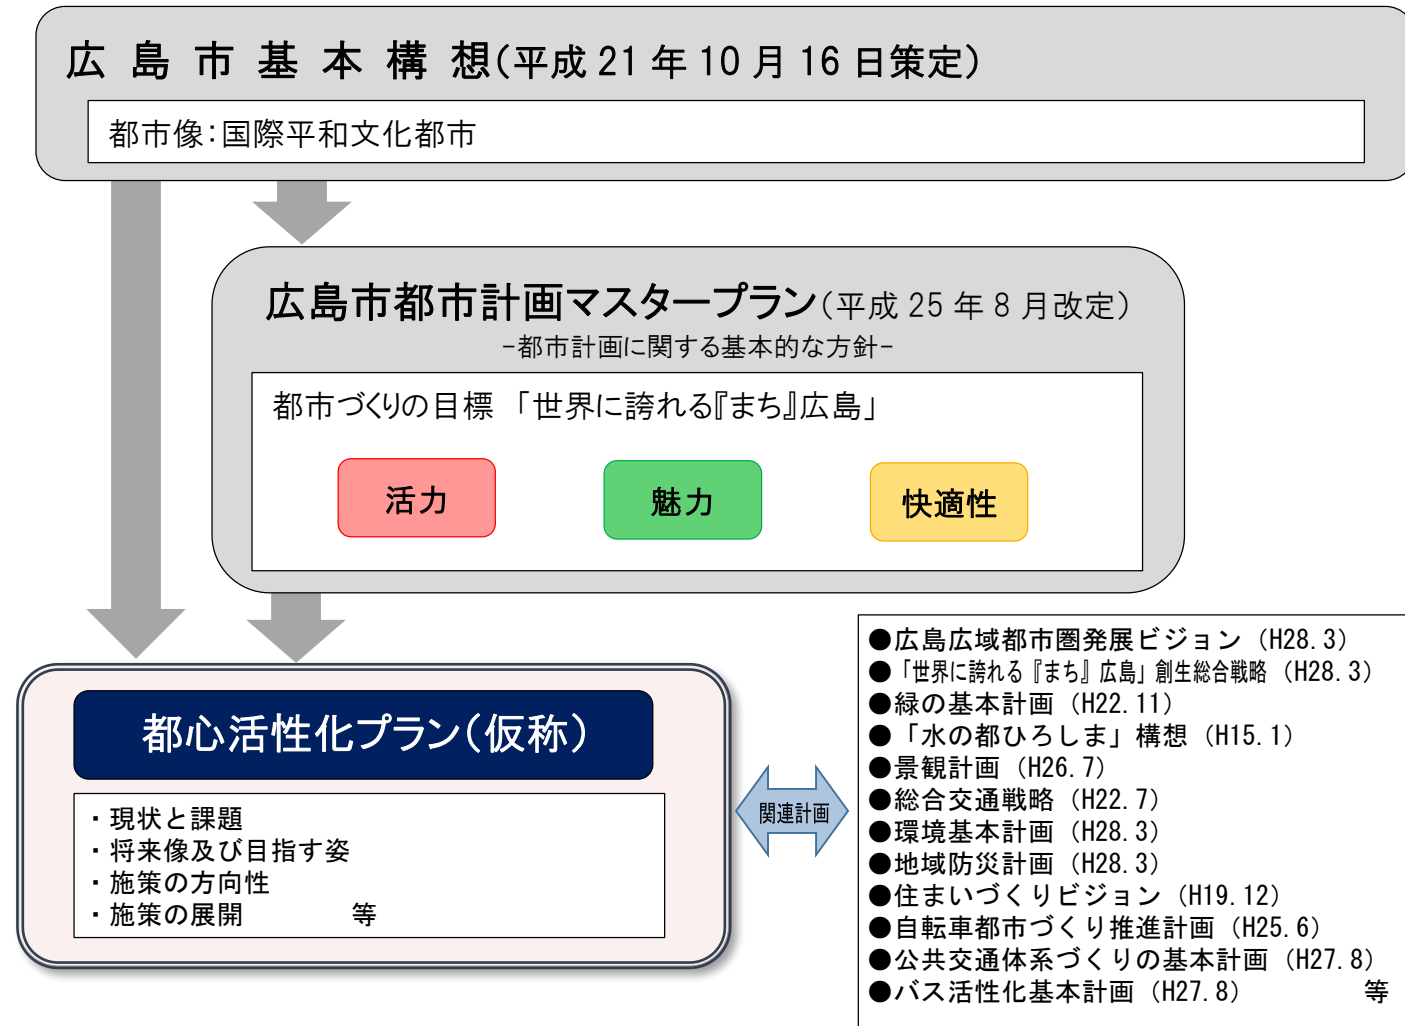 広島市基本構想(平成21年10月16日策定)
都市像:国際平和文化都市
広島市都市計画マスタープラン(平成25年8月改定)
-都市計画に関する基本的な方針-
都市づくりの目標 「世界に誇れる『まち』広島」
活力
魅力
快適性
都心活性化プラン(仮称)
・現状と課題
・将来像及び目指す姿
・施策の方向性
・施策の展開 等
関連計画
●広島広域都市圏発展ビジョン (H28.3)
●「世界に誇れる『まち』広島」創生総合戦略 (H28.3)
●緑の基本計画 (H22.11)
●「水の都ひろしま」構想 (H15.1)
●景観計画 (H26.7)
●総合交通戦略 (H22.7)
●環境基本計画 (H28.3)
●地域防災計画 (H28.3)
●住まいづくりビジョン (H19.12)
●自転車都市づくり推進計画 (H25.6)
●公共交通体系づくりの基本計画 (H27.8)
●バス活性化基本計画 (H27.8) 等